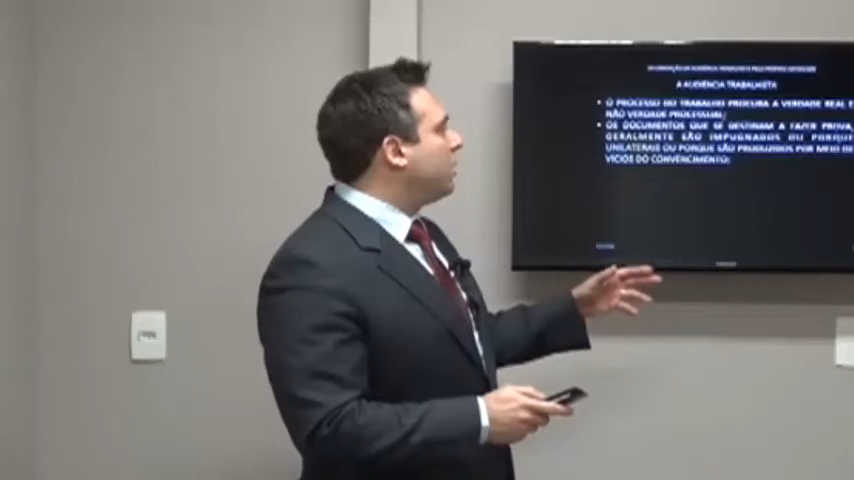 A AUDIÊNCIA TRABALHISTA
• O PROCESSO DO TRABALHO PROCURA A VERDADE REAL E
NÃO VERDADE PROCESSUAL;
• OS DOCUMENTOS QUE SE DESTINAM A FAZER PROVA,
GERALMENTE SÃO IMPUGNADOS OU PORQUE
UNILATERAIS OU PORQUE SÃO PRODUZIDOS POR MEIO DE
VÍCIOS DO CONVENCIMENTO.